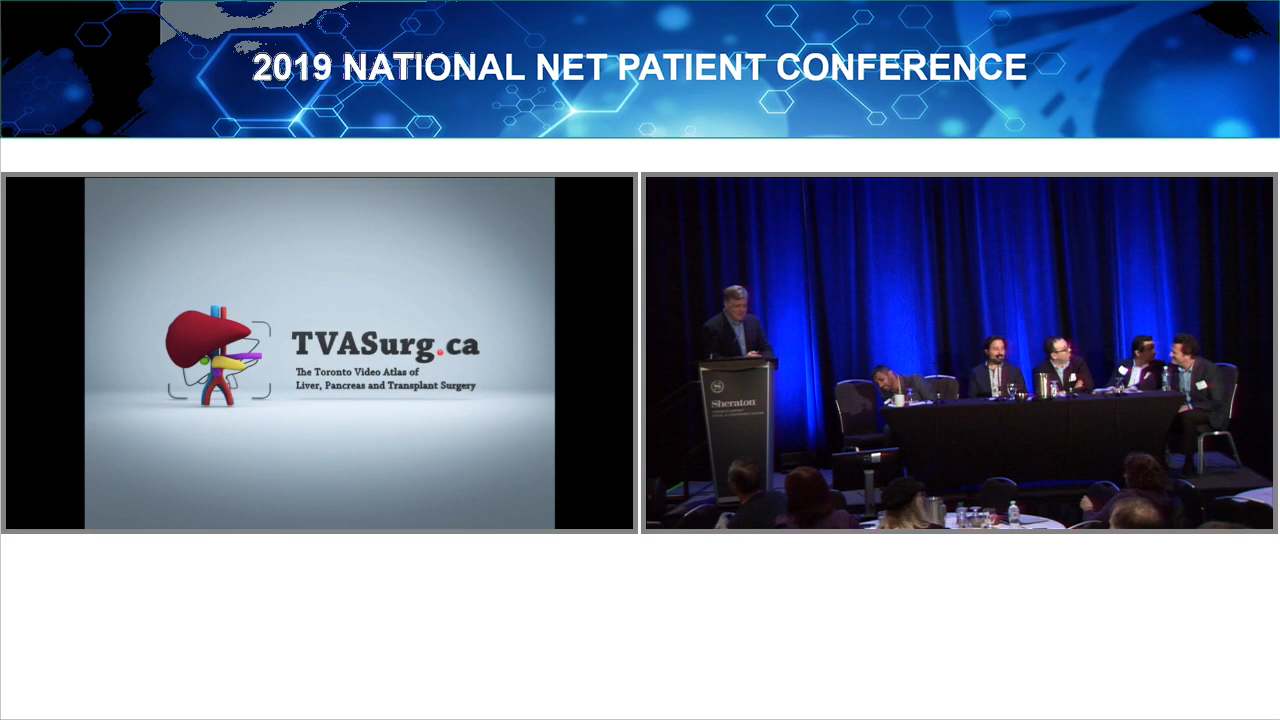 2019 NATIONAL NET PATIENT CONFERENCE
TVASurg.ca
The Toronto Video Atlas of
Liver, Pancreas and Transplant Surgery
Sheraton